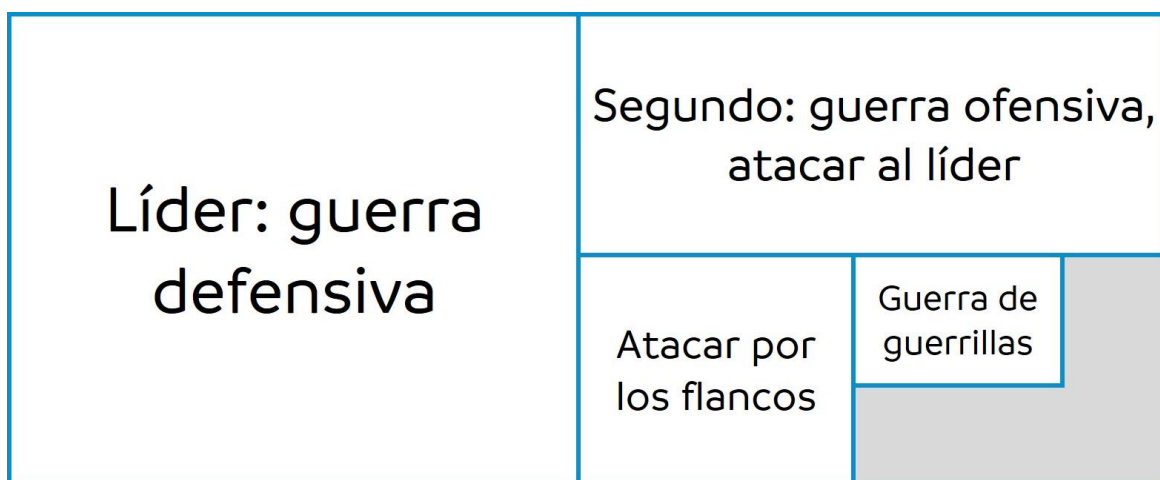 Líder: guerra
defensiva
Segundo: guerra ofensiva,
atacar al líder
Atacar por
los flancos
Guerra de
guerrillas